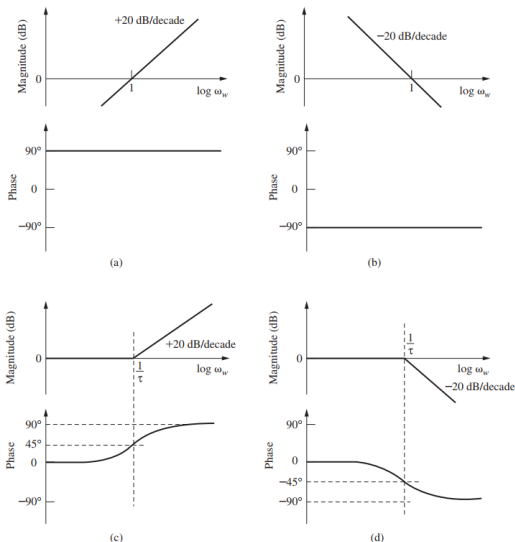 Magnitude (dB)
+20 dB/decade
0
1
log ω_w
Phase
90°
0
−90°
(a)
Magnitude (dB)
−20 dB/decade
0
1
log ω_w
Phase
90°
0
−90°
(b)
Magnitude (dB)
0
+20 dB/decade
1
τ
log ω_w
Phase
90°
45°
0
−90°
(c)
Magnitude (dB)
1
τ
0
log ω_w
−20 dB/decade
Phase
90°
0
−45°
−90°
(d)